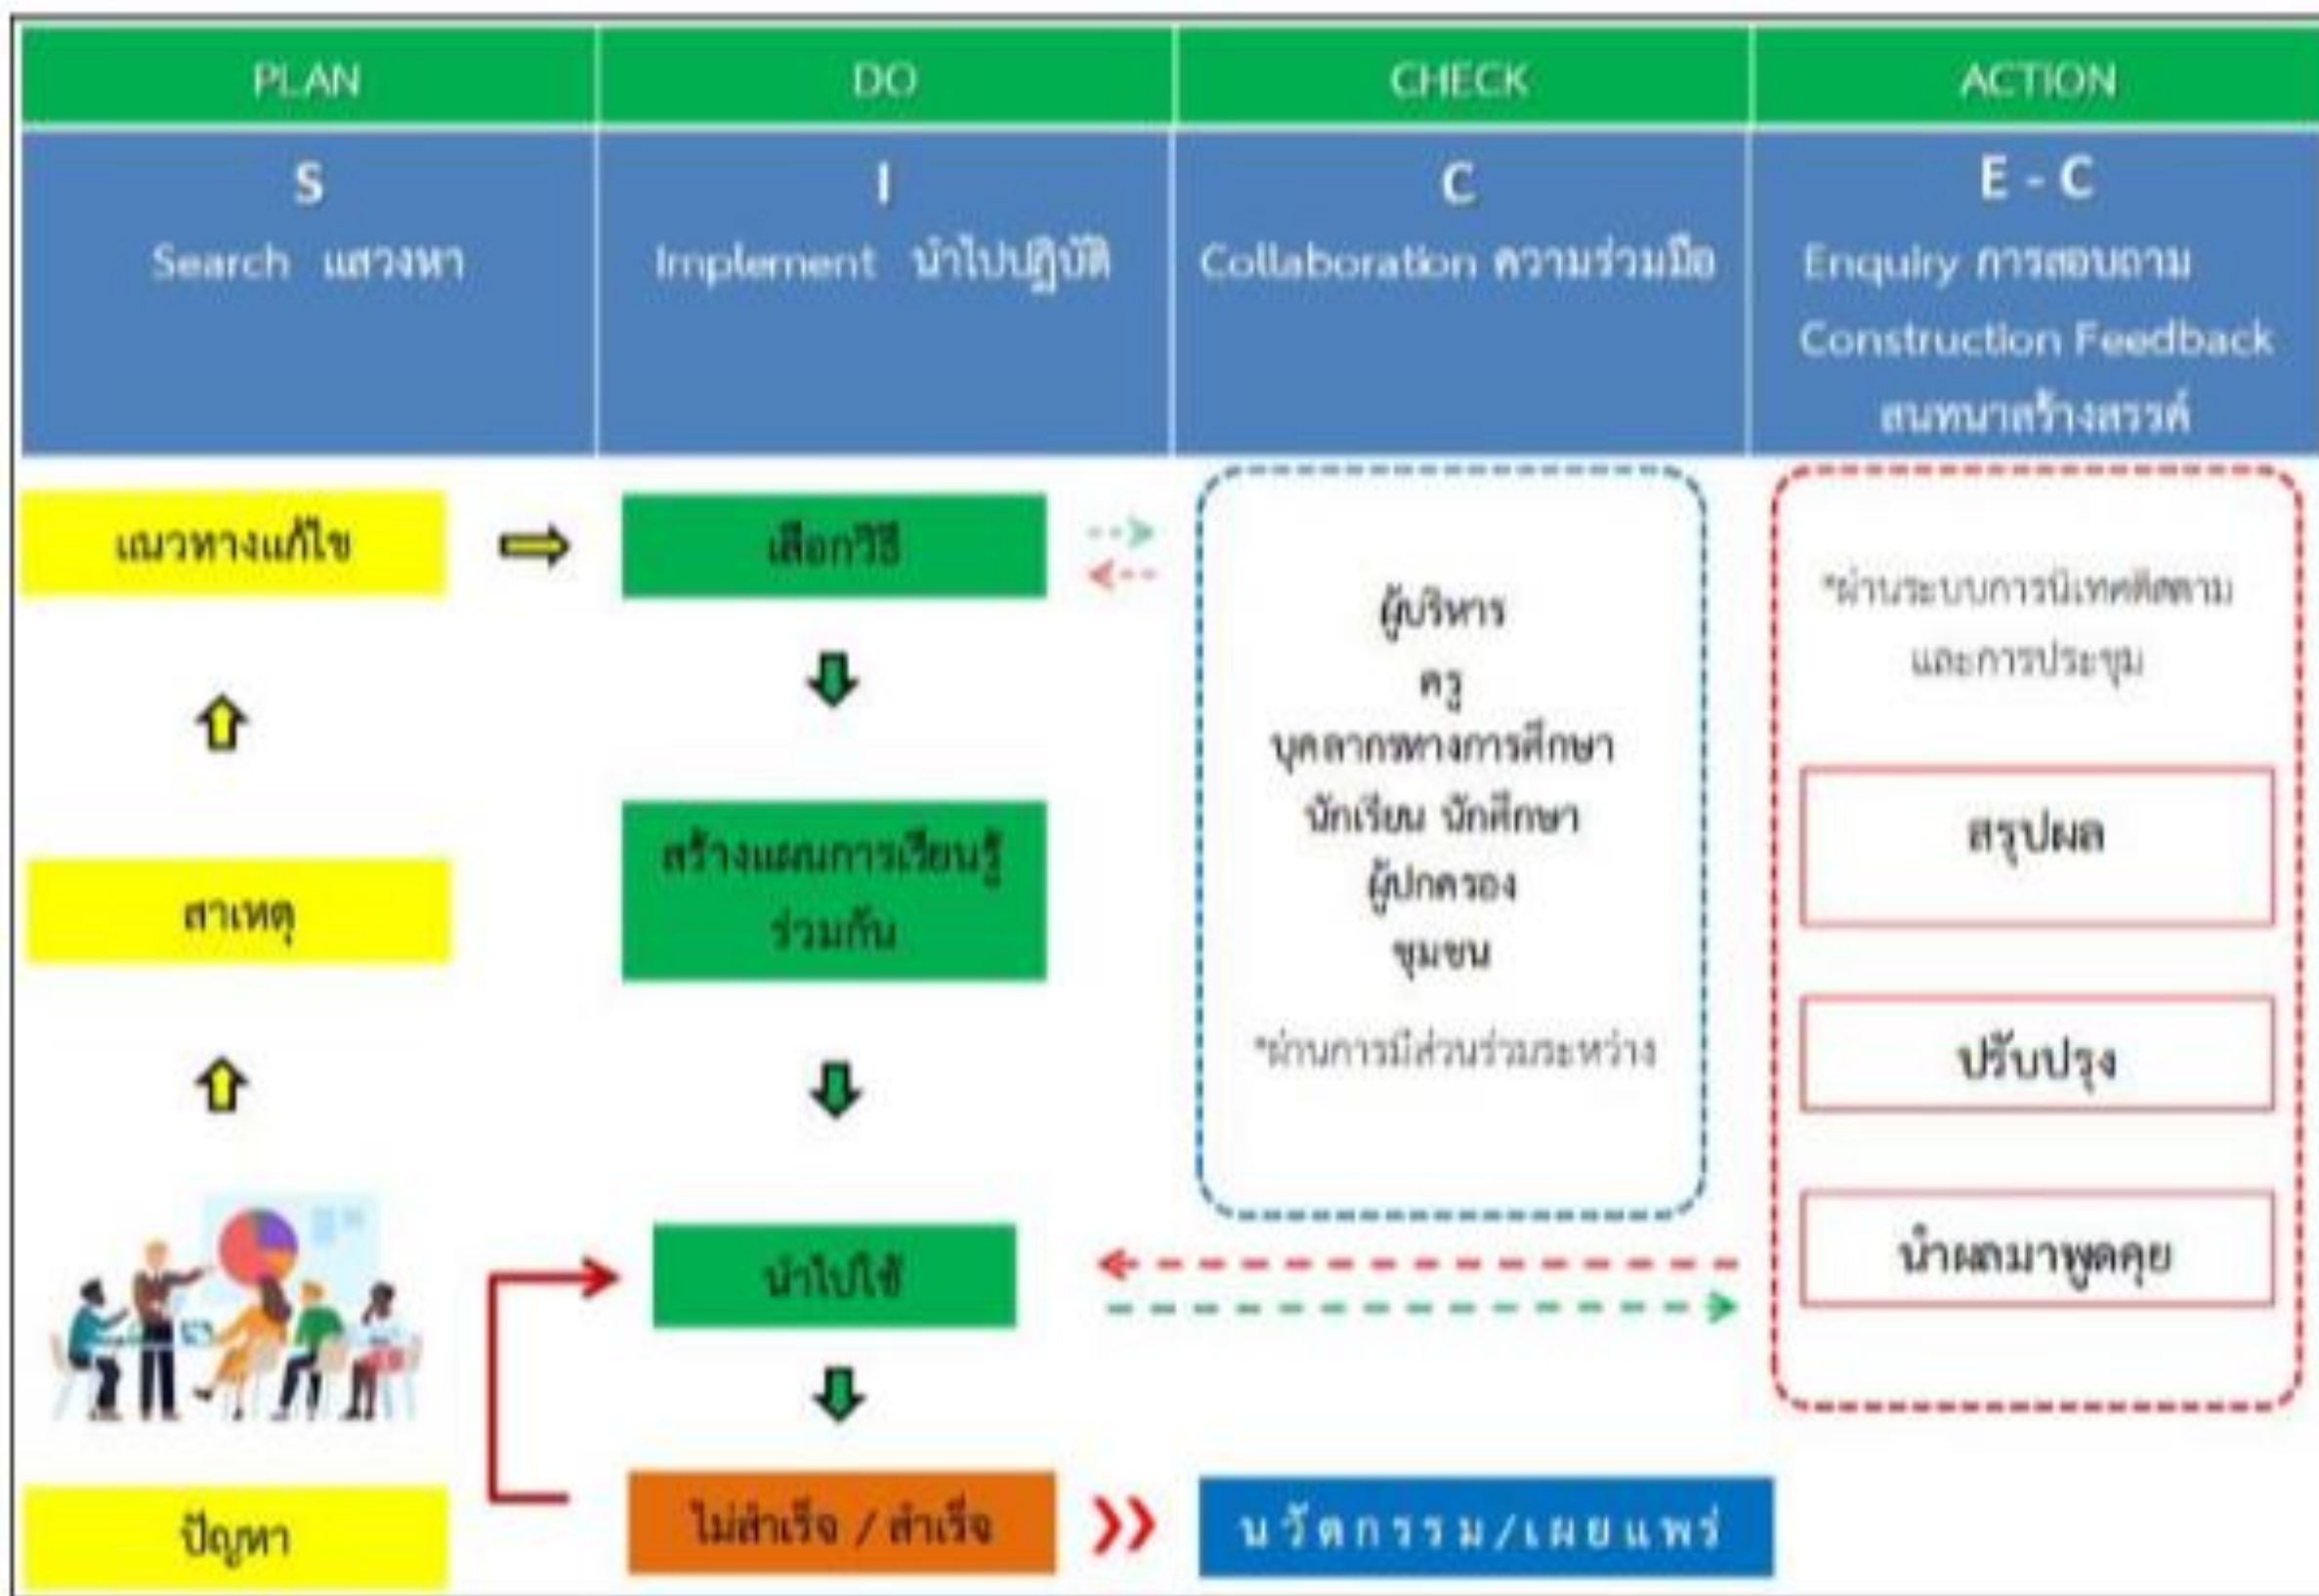 PLAN
DO
CHECK
ACTION
S
Search แสวงหา
I
Implement นำไปปฏิบัติ
C
Collaboration ความร่วมมือ
E - C
Enquiry การสอบถาม
Construction Feedback
สนทนาสร้างสรรค์
แนวทางแก้ไข
สาเหตุ
ปัญหา
เลือกวิธี
สร้างแผนการเรียนรู้
ร่วมกัน
นำไปใช้
ไม่สำเร็จ / สำเร็จ
ผู้บริหาร
ครู
บุคลากรทางการศึกษา
นักเรียน นักศึกษา
ผู้ปกครอง
ชุมชน
*ผ่านการมีส่วนร่วมระหว่าง
นวัตกรรม/เผยแพร่
*ผ่านระบบการนิเทศติดตาม
และการประชุม
สรุปผล
ปรับปรุง
นำผลมาพูดคุย